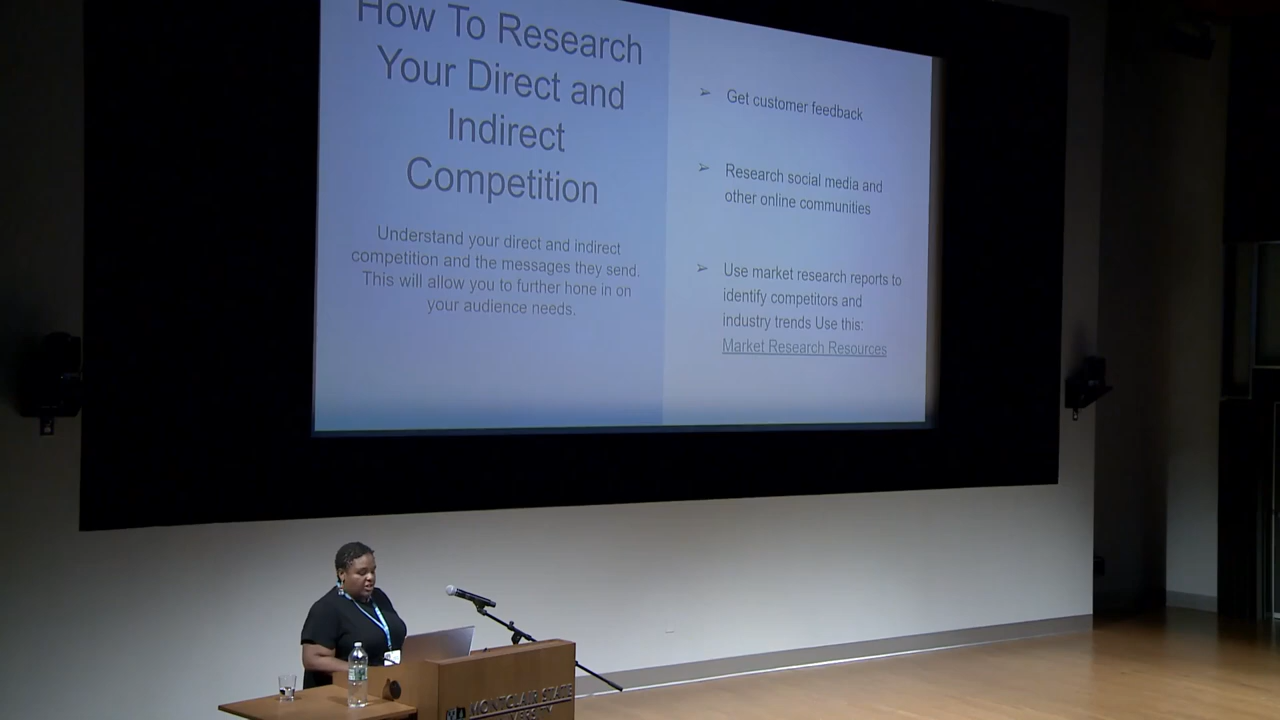 How To Research
Your Direct and
Indirect
Competition
Understand your direct and indirect
competition and the messages they send.
This will allow you to further hone in on
your audience needs.
➢ Get customer feedback
➢ Research social media and
other online communities
➢ Use market research reports to
identify competitors and
industry trends Use this:
Market Research Resources
MONTCLAIR STATE
UNIVERSITY